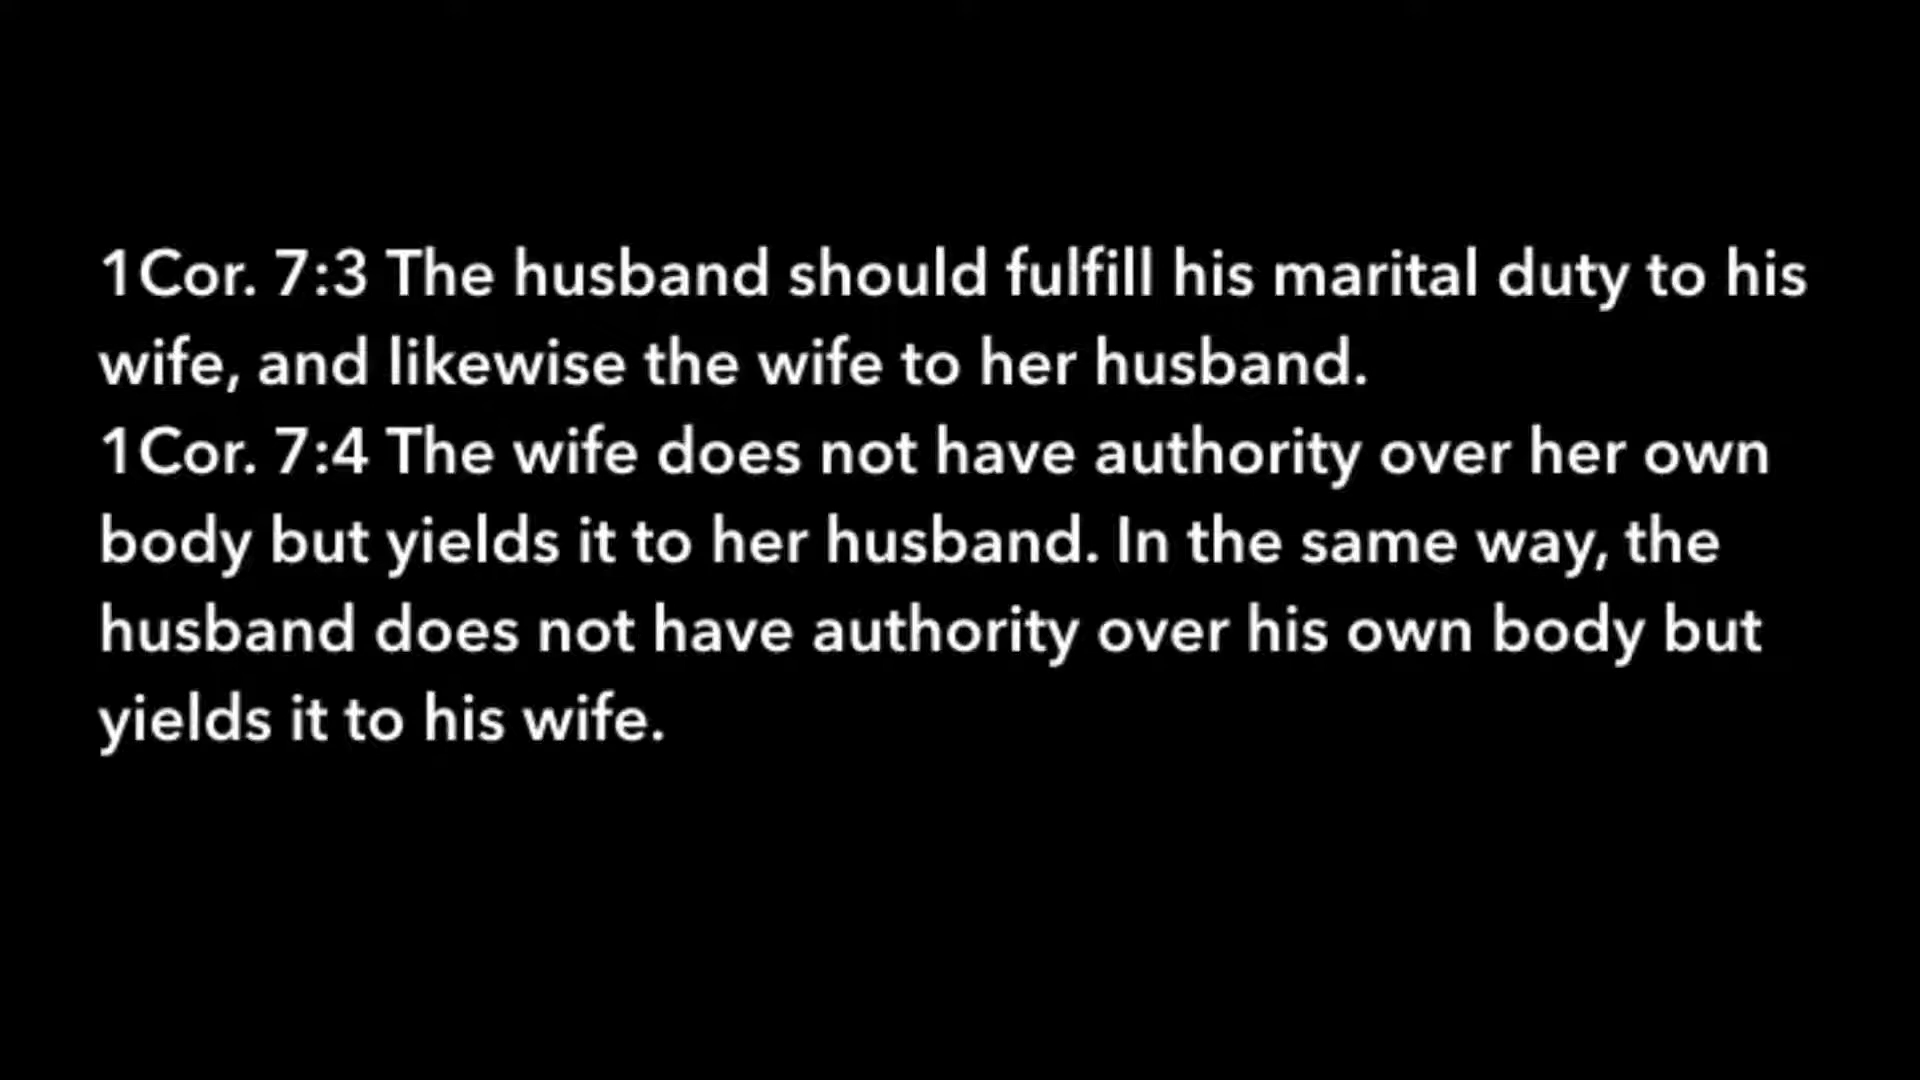 1Cor. 7:3 The husband should fulfill his marital duty to his
wife, and likewise the wife to her husband.
1Cor. 7:4 The wife does not have authority over her own
body but yields it to her husband. In the same way, the
husband does not have authority over his own body but
yields it to his wife.